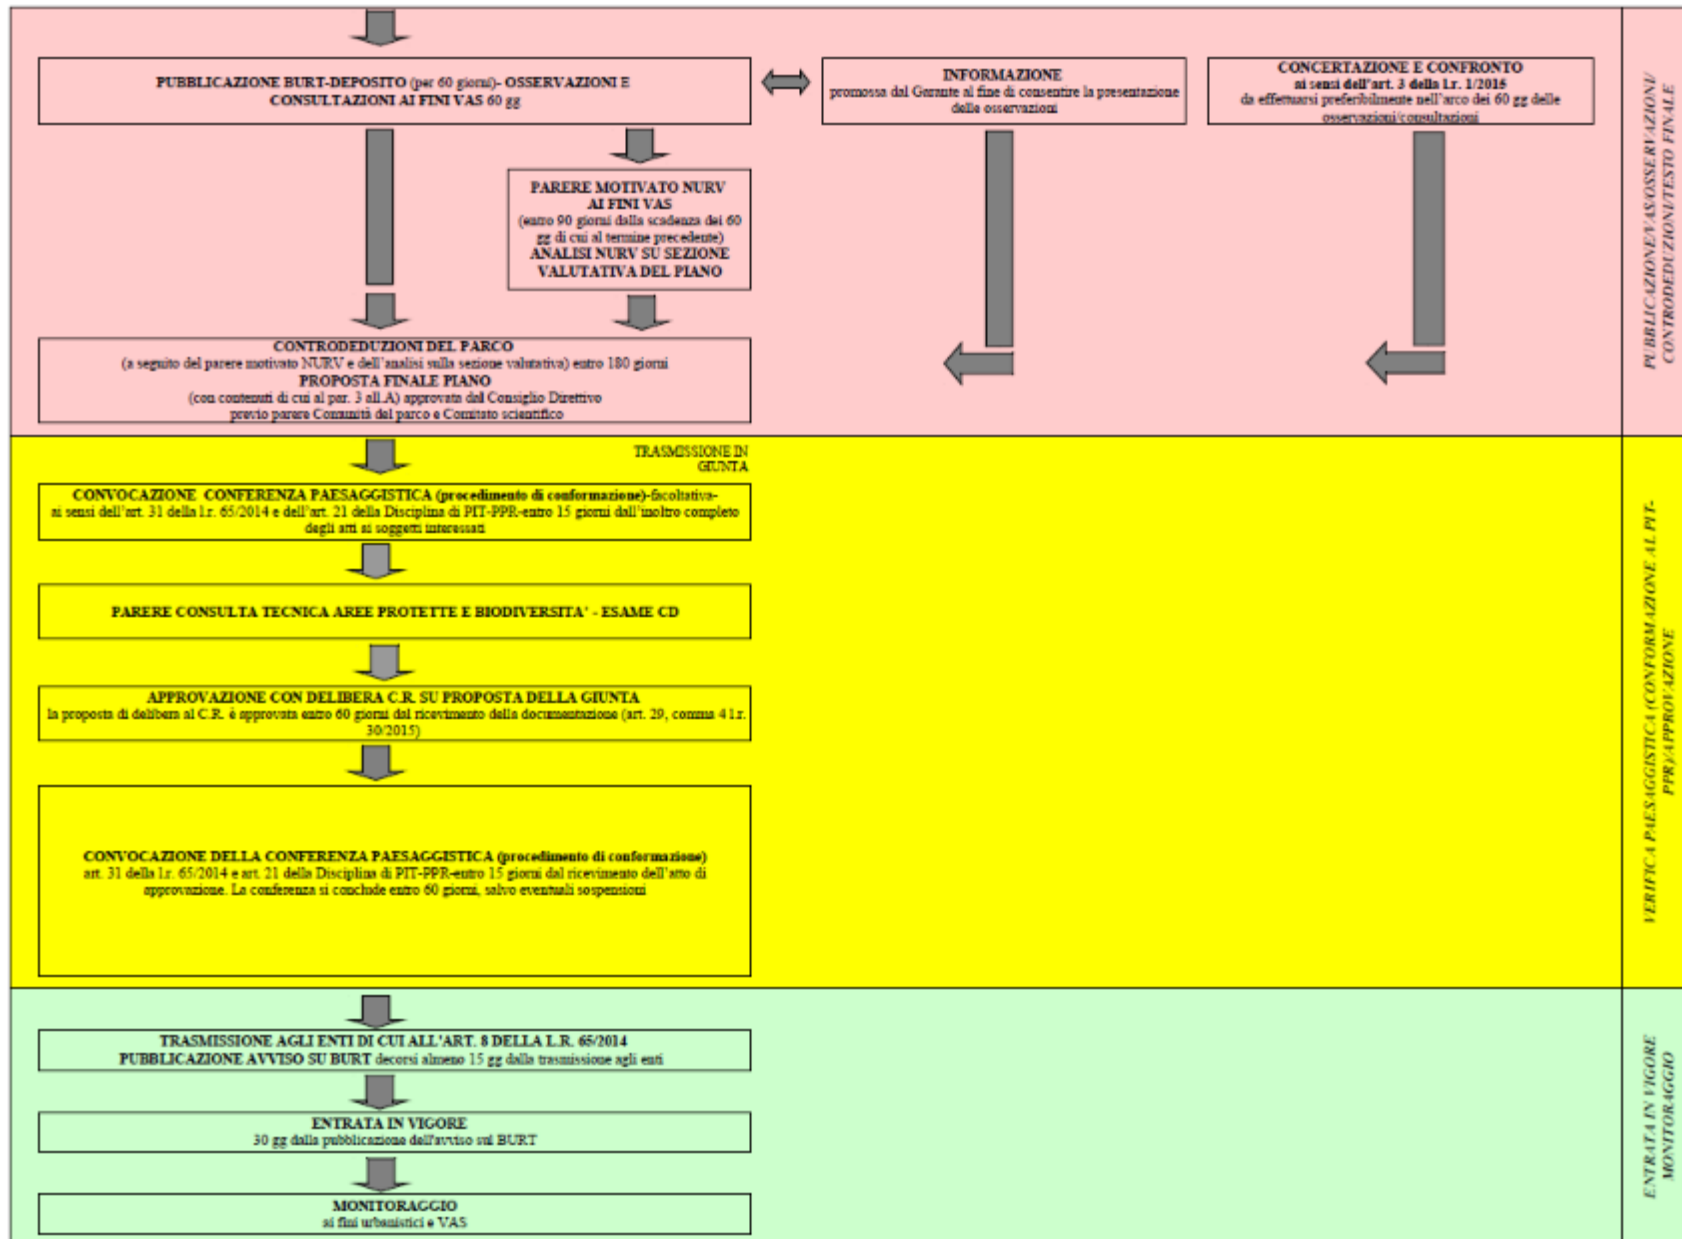 PUBBLICAZIONE BURT-DEPOSITO (per 60 giorni)- OSSERVAZIONI E
CONSULTAZIONI AI FINI VAS 60 gg
INFORMAZIONE
promossa dal Garante al fine di consentire la presentazione
delle osservazioni
CONCERTAZIONE E CONFRONTO
ai sensi dell'art. 3 della l.r. 1/2015
da effettuarsi preferibilmente nell'arco dei 60 gg delle
osservazioni/consultazioni
PARERE MOTIVATO NURV
AI FINI VAS
(entro 90 giorni dalla scadenza dei 60
gg di cui al termine precedente)
ANALISI NURV SU SEZIONE
VALUTATIVA DEL PIANO
CONTRODEDUZIONI DEL PARCO
(a seguito del parere motivato NURV e dell'analisi sulla sezione valutativa) entro 180 giorni
PROPOSTA FINALE PIANO
(con contenuti di cui al par. 3 all.A) approvata dal Consiglio Direttivo
previo parere Comunità del parco e Comitato scientifico
PUBBLICAZIONE/VAS/OSSERVAZIONI/
CONTRODEDUZIONI/TESTO FINALE
TRASMISSIONE IN
GIUNTA
CONVOCAZIONE CONFERENZA PAESAGGISTICA (procedimento di conformazione)-facoltativa-
ai sensi dell'art. 31 della l.r. 65/2014 e dell'art. 21 della Disciplina di PIT-PPR-entro 15 giorni dall'inoltro completo
degli atti ai soggetti interessati
PARERE CONSULTA TECNICA AREE PROTETTE E BIODIVERSITA' - ESAME CD
APPROVAZIONE CON DELIBERA C.R. SU PROPOSTA DELLA GIUNTA
la proposta di delibera al C.R. è approvata entro 60 giorni dal ricevimento della documentazione (art. 29, comma 4 l.r.
30/2015)
CONVOCAZIONE DELLA CONFERENZA PAESAGGISTICA (procedimento di conformazione)
art. 31 della l.r. 65/2014 e art. 21 della Disciplina di PIT-PPR-entro 15 giorni dal ricevimento dell'atto di
approvazione. La conferenza si conclude entro 60 giorni, salvo eventuali sospensioni
VERIFICA PAESAGGISTICA (CONFORMAZIONE AL PIT-
PPR)/APPROVAZIONE
TRASMISSIONE AGLI ENTI DI CUI ALL'ART. 8 DELLA L.R. 65/2014
PUBBLICAZIONE AVVISO SU BURT decorsi almeno 15 gg dalla trasmissione agli enti
ENTRATA IN VIGORE
30 gg dalla pubblicazione dell'avviso sul BURT
MONITORAGGIO
ai fini urbanistici e VAS
ENTRATA IN VIGORE
MONITORAGGIO